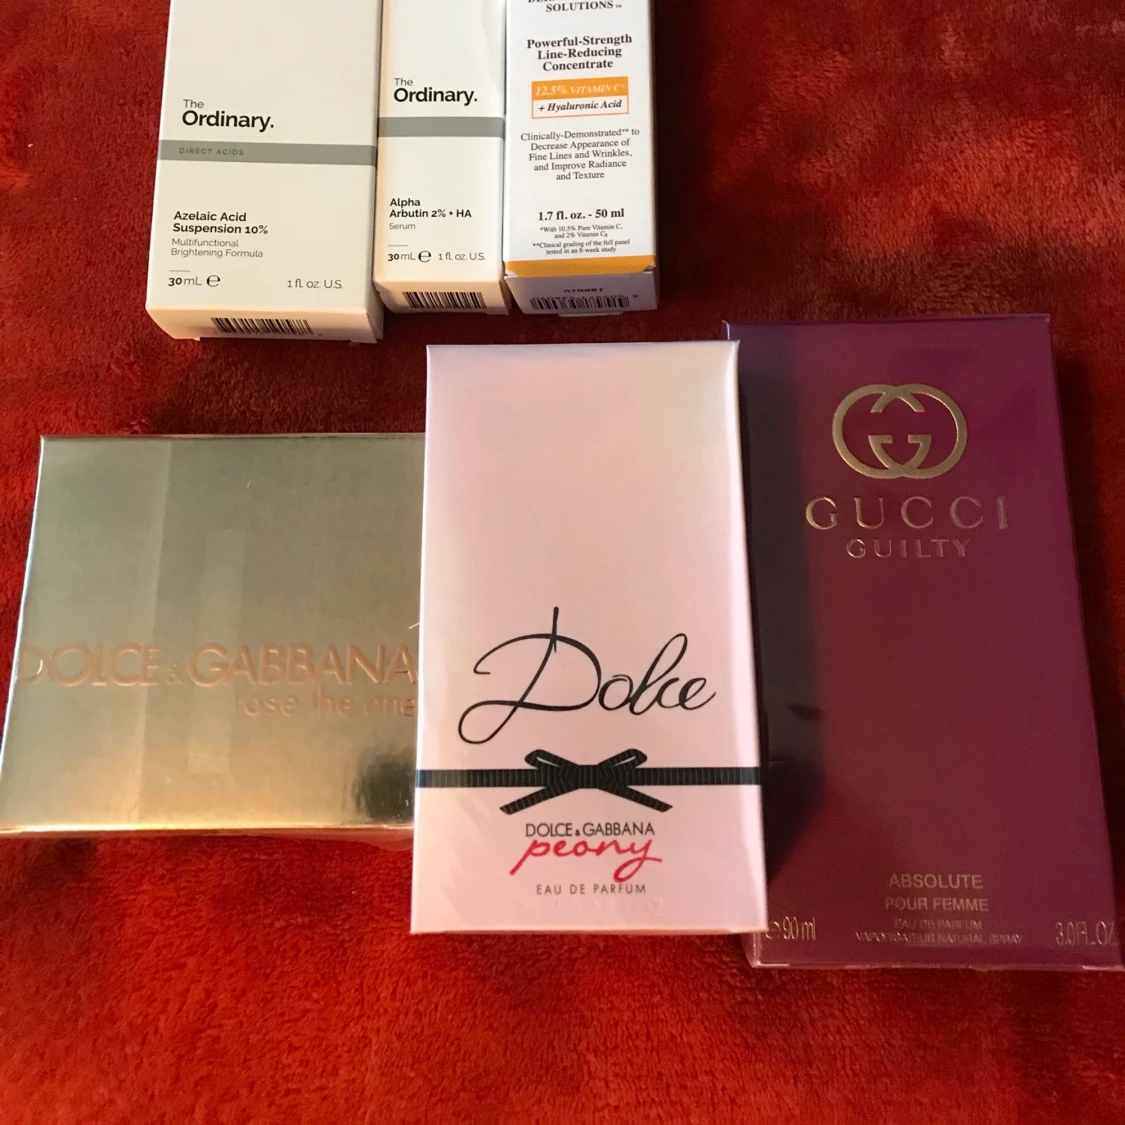 The
Ordinary.
DIRECT ACIDS
Azelaic Acid
Suspension 10%
Multifunctional
Brightening Formula
30mL e 1 fl. oz. U.S.
The
Ordinary.
Alpha
Arbutin 2% + HA
Serum
30mL e 1 fl. oz. U.S.
SOLUTIONS™
Powerful-Strength
Line-Reducing
Concentrate
12.5% VITAMIN C*
+ Hyaluronic Acid
Clinically-Demonstrated** to
Decrease Appearance of
Fine Lines and Wrinkles,
and Improve Radiance
and Texture
1.7 fl. oz. - 50 ml
*With 10.5% Pure Vitamin C,
and 2% Vitamin Cg
**Clinical grading of the full panel
tested in an 8-week study
DOLCE & GABBANA
rose the one
Dolce
DOLCE & GABBANA
peony
EAU DE PARFUM
GUCCI
GUILTY
ABSOLUTE
POUR FEMME
EAU DE PARFUM
VAPORISATEUR NATURAL SPRAY
e 90 ml 3.0 FL.OZ